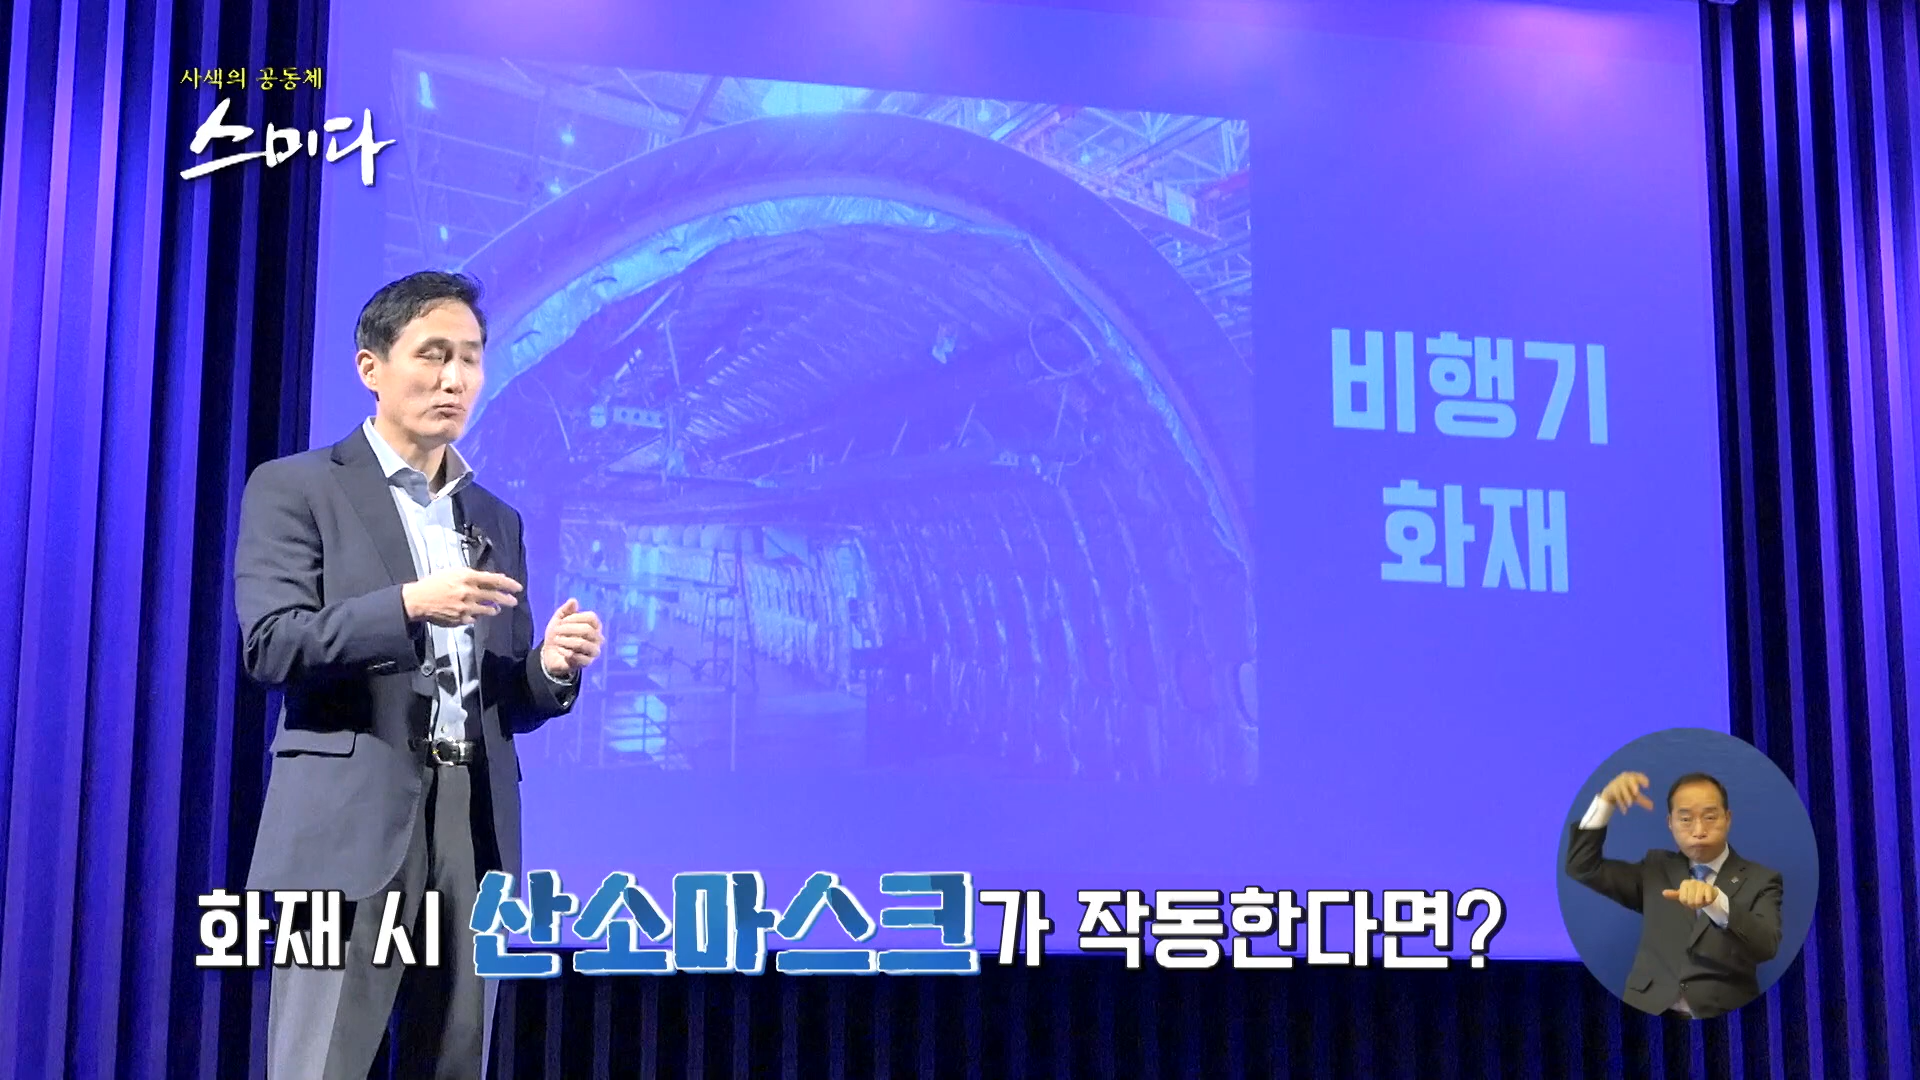 사색의 공동체
스미다
비행기
화재
화재 시 산소마스크가 작동한다면?